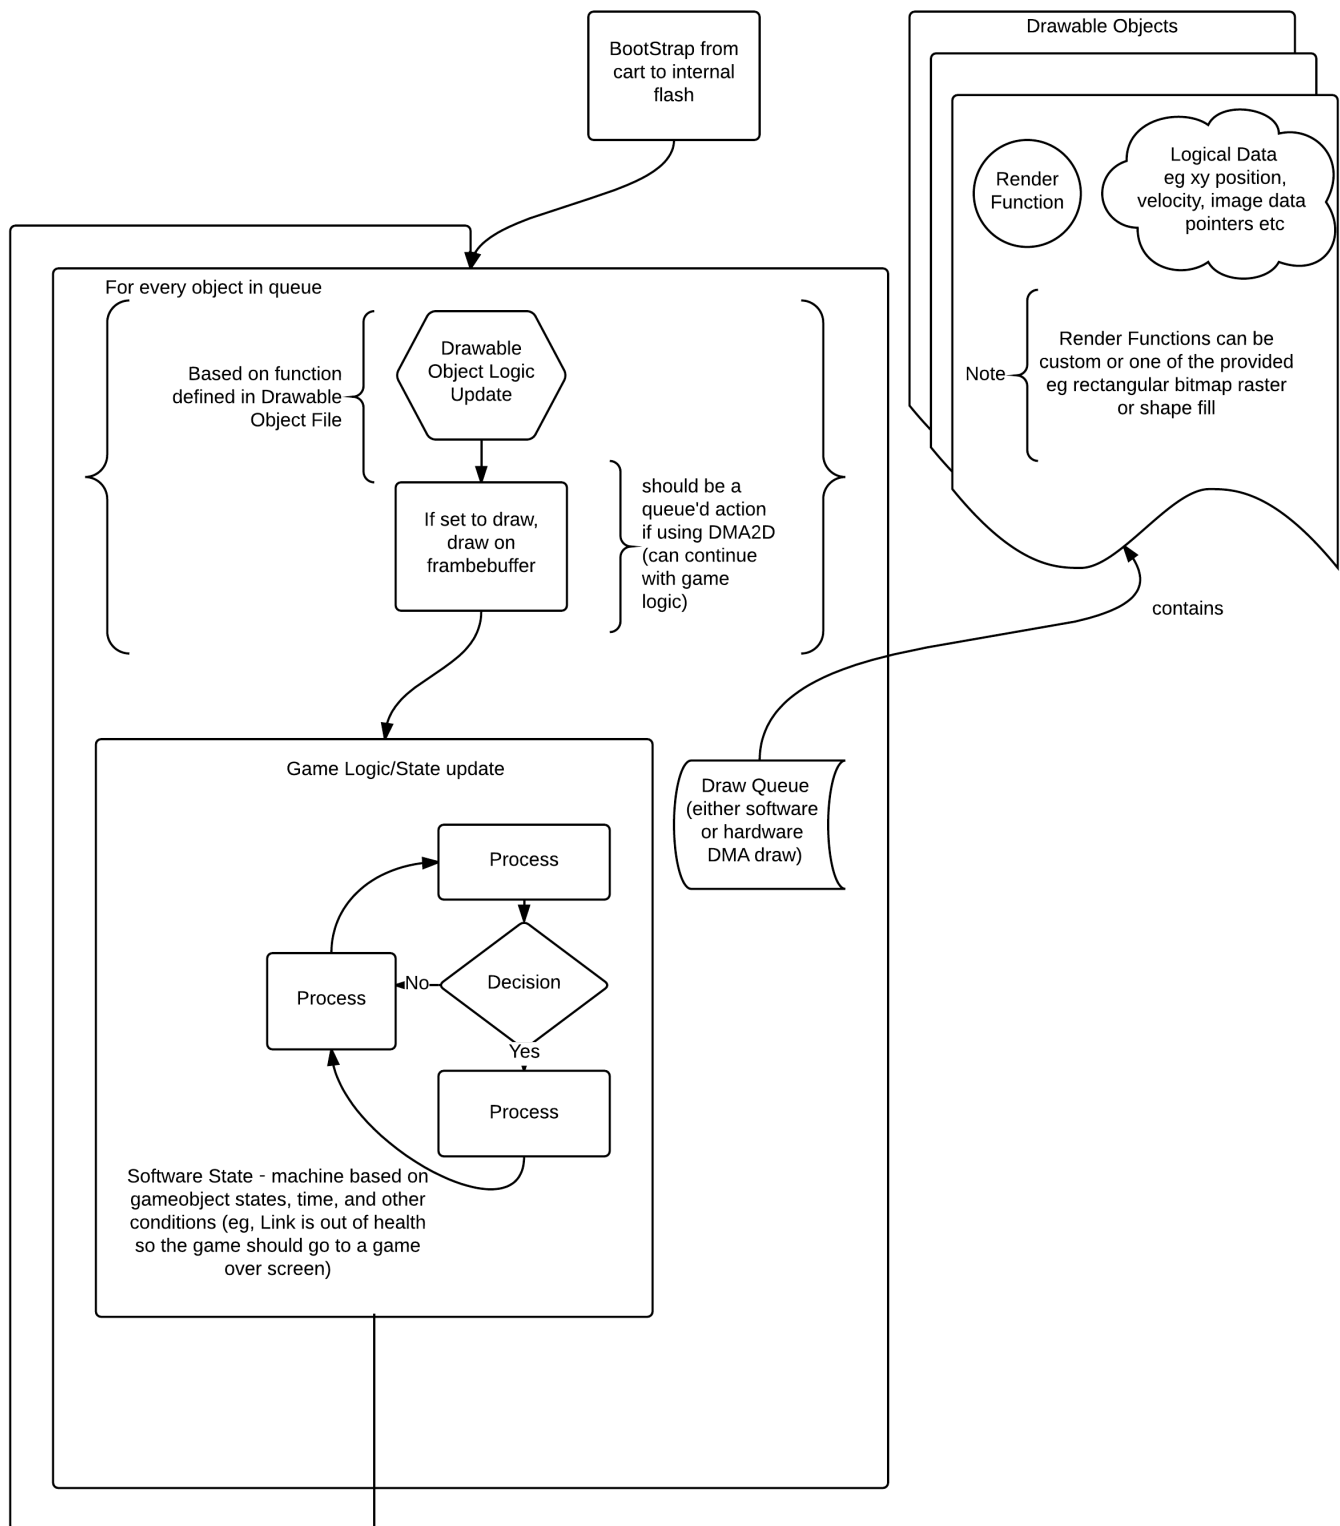 BootStrap from
cart to internal
flash
Drawable Objects
Render
Function
Logical Data
eg xy position,
velocity, image data
pointers etc
Note
Render Functions can be
custom or one of the provided
eg rectangular bitmap raster
or shape fill
For every object in queue
Based on function
defined in Drawable
Object File
Drawable
Object Logic
Update
If set to draw,
draw on
frambebuffer
should be a
queue'd action
if using DMA2D
(can continue
with game
logic)
contains
Game Logic/State update
Draw Queue
(either software
or hardware
DMA draw)
Process
Decision
No
Process
Yes
Process
Software State - machine based on
gameobject states, time, and other
conditions (eg, Link is out of health
so the game should go to a game
over screen)